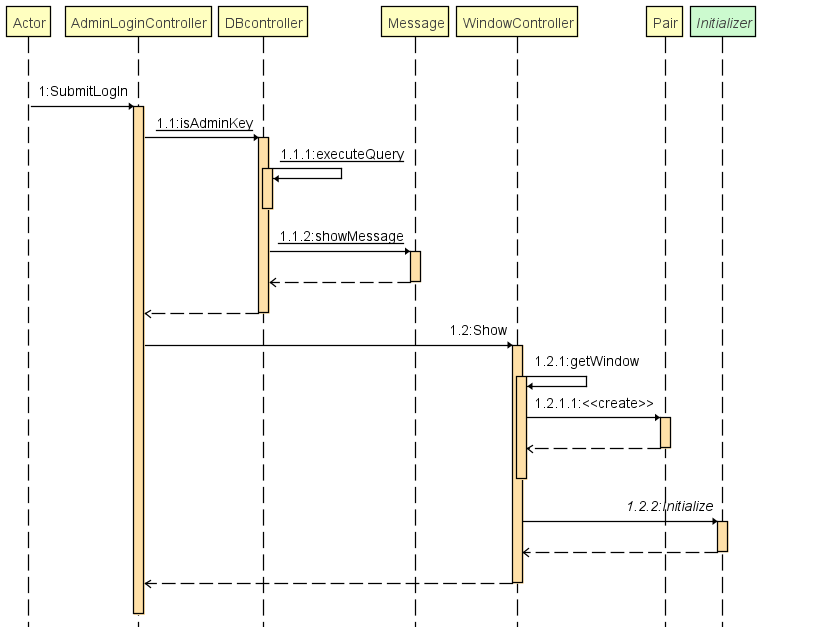 Actor
AdminLoginController
DBcontroller
Message
WindowController
Pair
Initializer
1:SubmitLogIn
1.1:isAdminKey
1.1.1:executeQuery
1.1.2:showMessage
1.2:Show
1.2.1:getWindow
1.2.1.1:<<create>>
1.2.2:Initialize